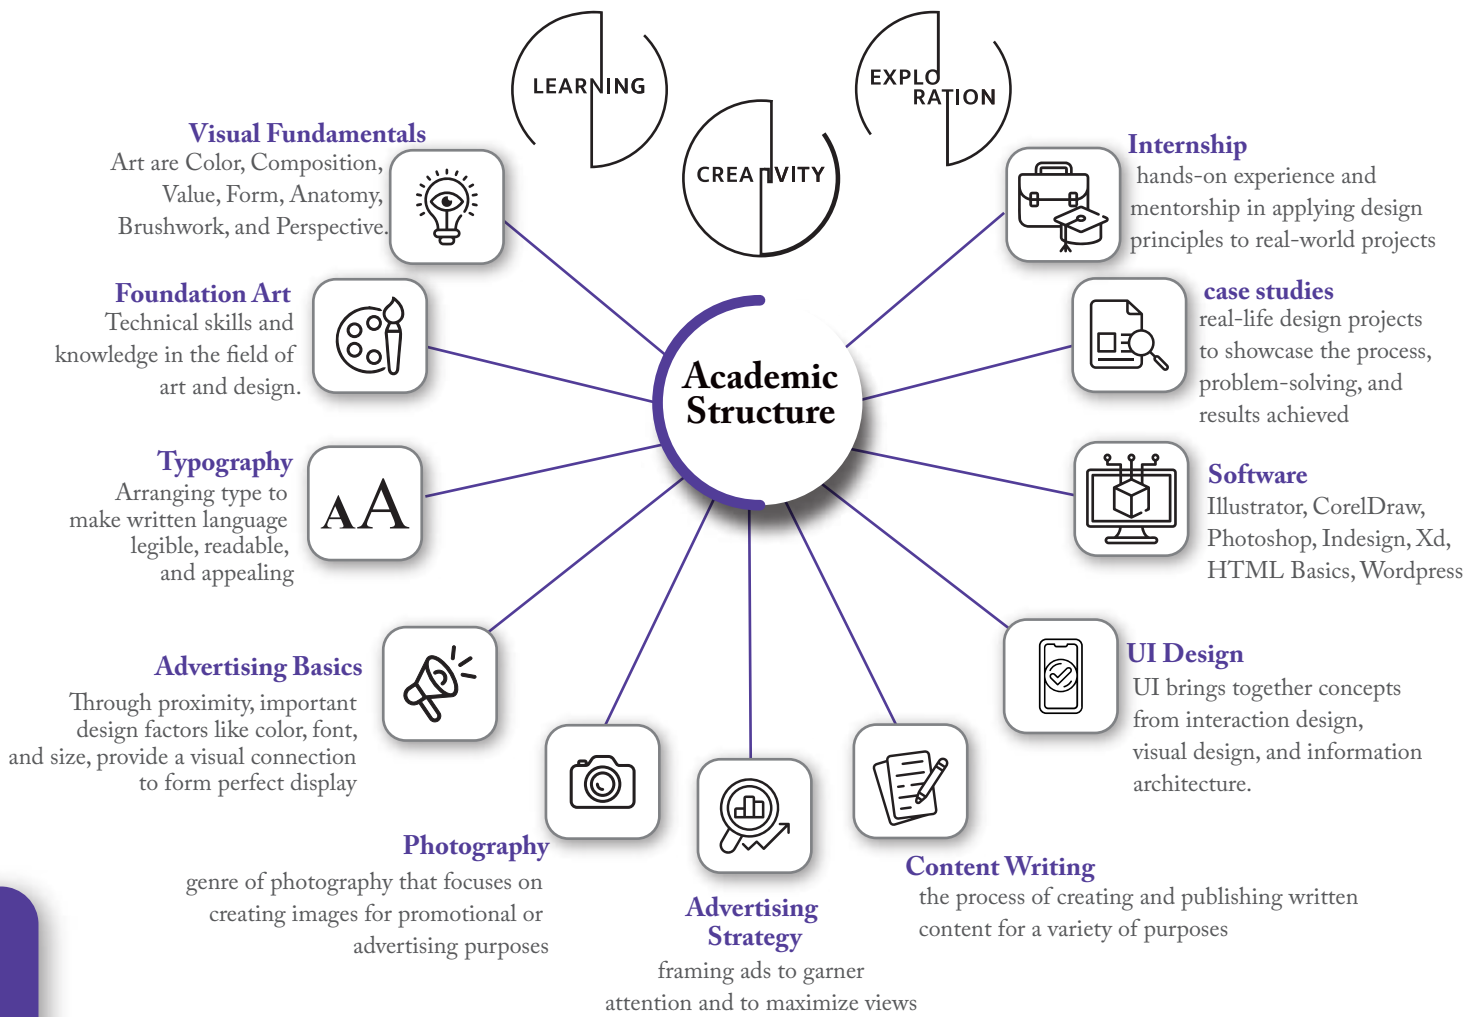 LEARNING
CREATIVITY
EXPLO
RATION
Visual Fundamentals
Art are Color, Composition,
Value, Form, Anatomy,
Brushwork, and Perspective.
Foundation Art
Technical skills and
knowledge in the field of
art and design.
Typography
Arranging type to
make written language
legible, readable,
and appealing
AA
Advertising Basics
Through proximity, important
design factors like color, font,
and size, provide a visual connection
to form perfect display
Photography
genre of photography that focuses on
creating images for promotional or
advertising purposes
Advertising
Strategy
framing ads to garner
attention and to maximize views
Content Writing
the process of creating and publishing written
content for a variety of purposes
UI Design
UI brings together concepts
from interaction design,
visual design, and information
architecture.
Software
Illustrator, CorelDraw,
Photoshop, Indesign, Xd,
HTML Basics, Wordpress
case studies
real-life design projects
to showcase the process,
problem-solving, and
results achieved
Internship
hands-on experience and
mentorship in applying design
principles to real-world projects
Academic
Structure